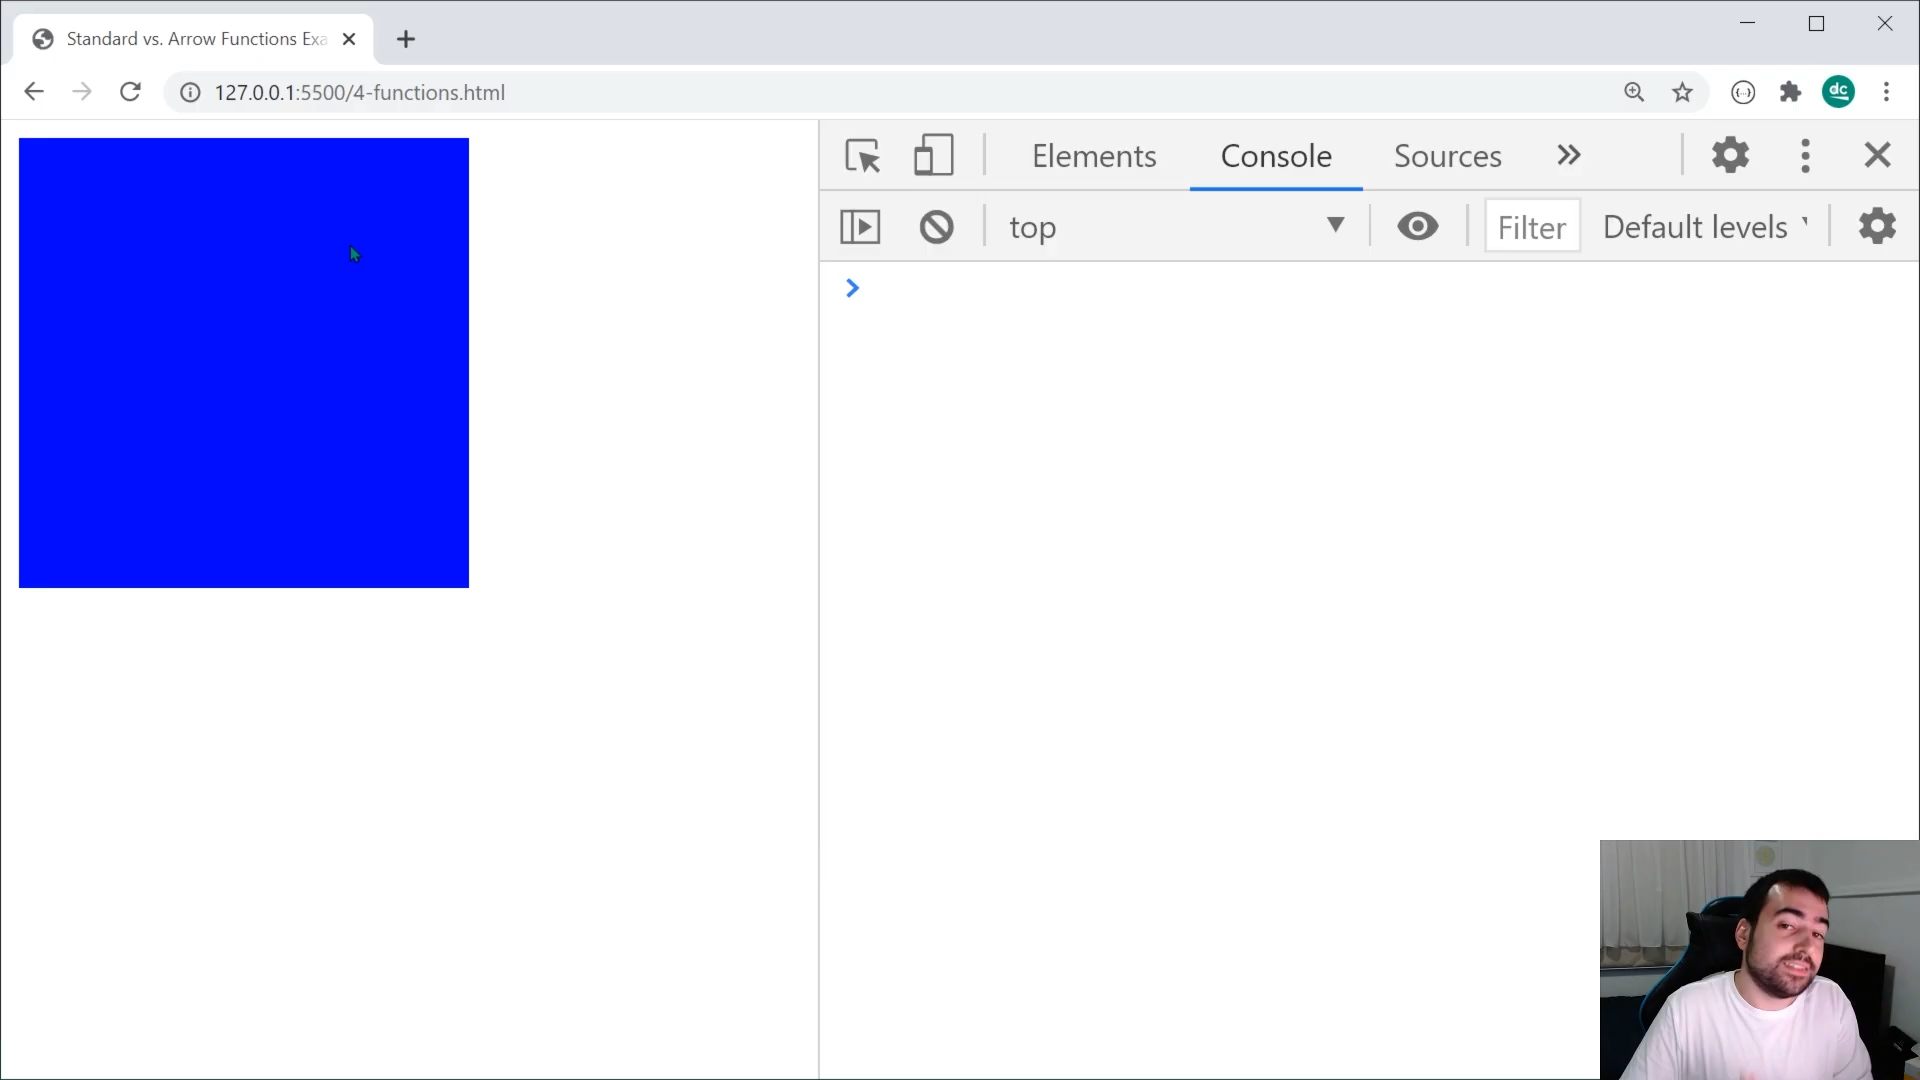 Standard vs. Arrow Functions Exa
127.0.0.1:5500/4-functions.html
dc
Elements
Console
Sources
top
Filter
Default levels